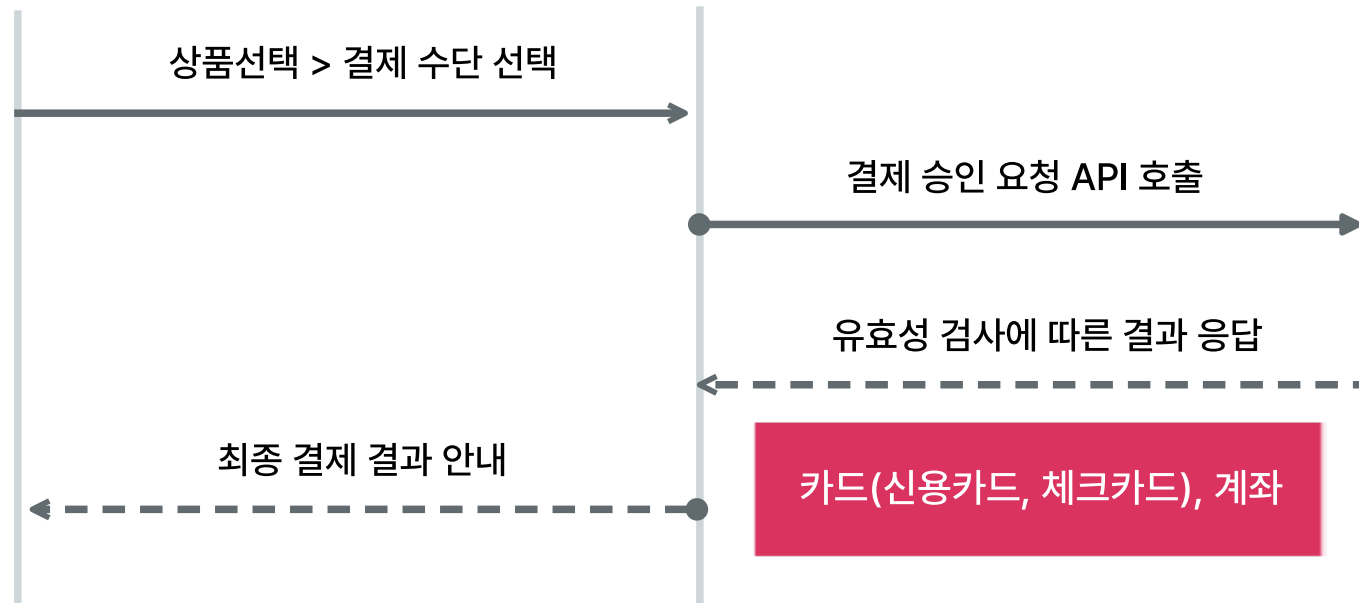 상품선택 > 결제 수단 선택
결제 승인 요청 API 호출
유효성 검사에 따른 결과 응답
최종 결제 결과 안내
카드(신용카드, 체크카드), 계좌